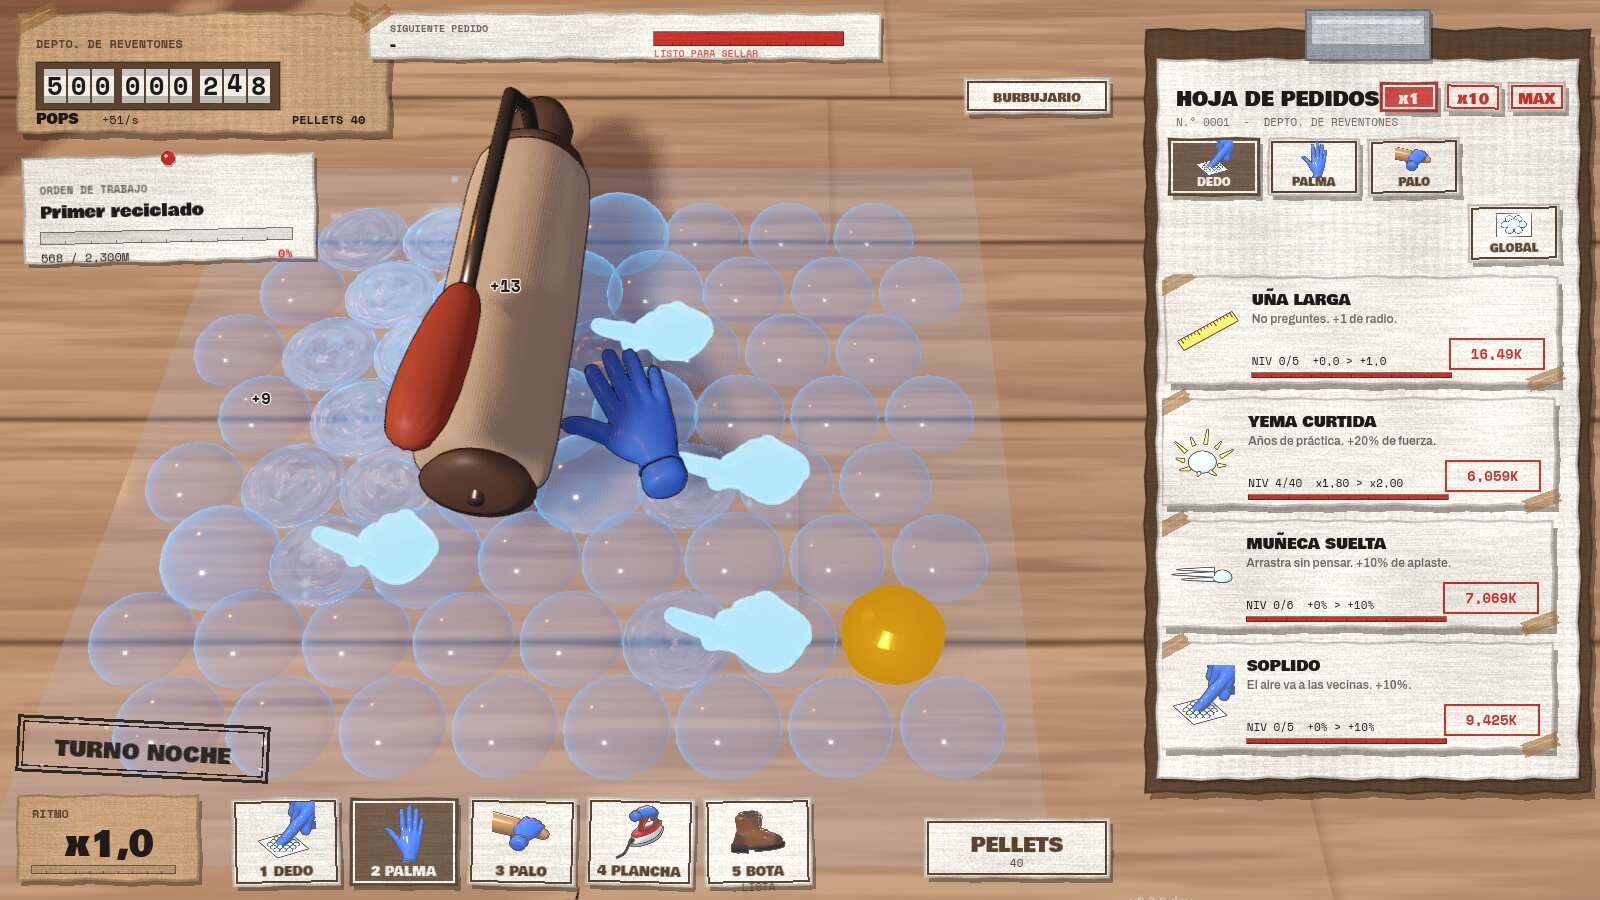 DEPTO. DE REVENTONES
500 000 248
POPS +51/s PELLETS 40
SIGUIENTE PEDIDO
-
LISTO PARA SELLAR
BURBUJARIO
ORDEN DE TRABAJO
Primer reciclado
568 / 2,300M 0%
+13
+9
HOJA DE PEDIDOS x1 x10 MAX
N.° 0001 - DEPTO. DE REVENTONES
DEDO PALMA PALO
GLOBAL
UÑA LARGA
No preguntes. +1 de radio.
NIV 0/5 +0,0 > +1,0
16,49K
YEMA CURTIDA
Años de práctica. +20% de fuerza.
NIV 4/40 x1,80 > x2,00
6,059K
MUÑECA SUELTA
Arrastra sin pensar. +10% de aplaste.
NIV 0/6 +0% > +10%
7,069K
SOPLIDO
El aire va a las vecinas. +10%.
NIV 0/5 +0% > +10%
9,425K
TURNO NOCHE
RITMO
x1,0
1 DEDO 2 PALMA 3 PALO 4 PLANCHA 5 BOTA
LISTA
PELLETS
40